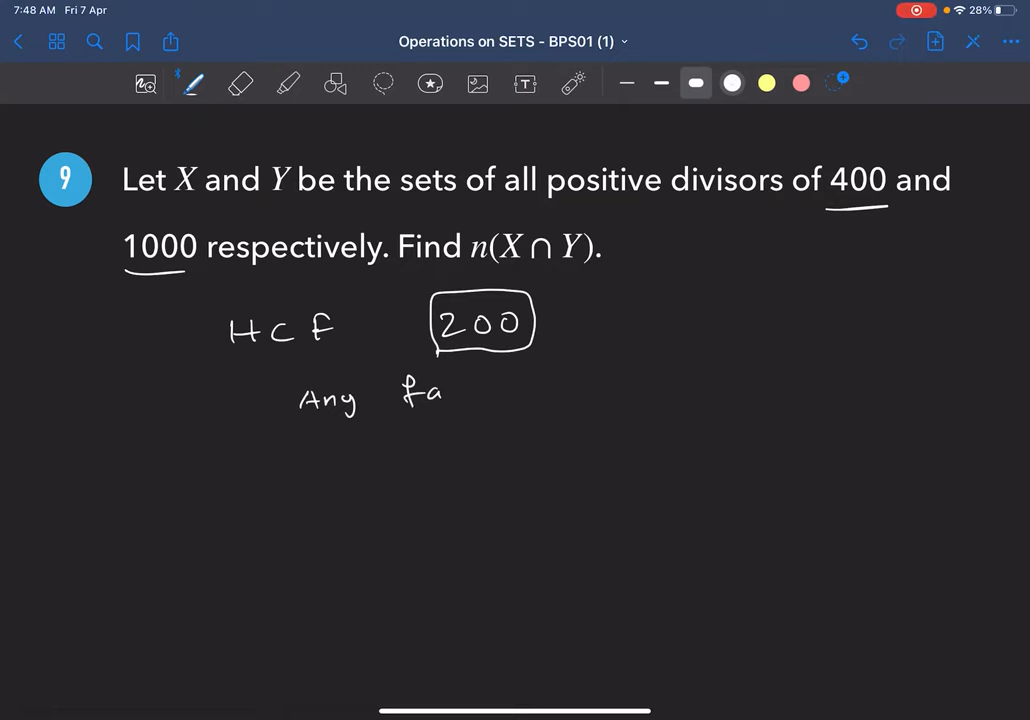 7:48 AM Fri 7 Apr 28%
Operations on SETS - BPS01 (1)
T
9 Let X and Y be the sets of all positive divisors of 400 and
1000 respectively. Find n(X ∩ Y).
HCF 200
Any fa